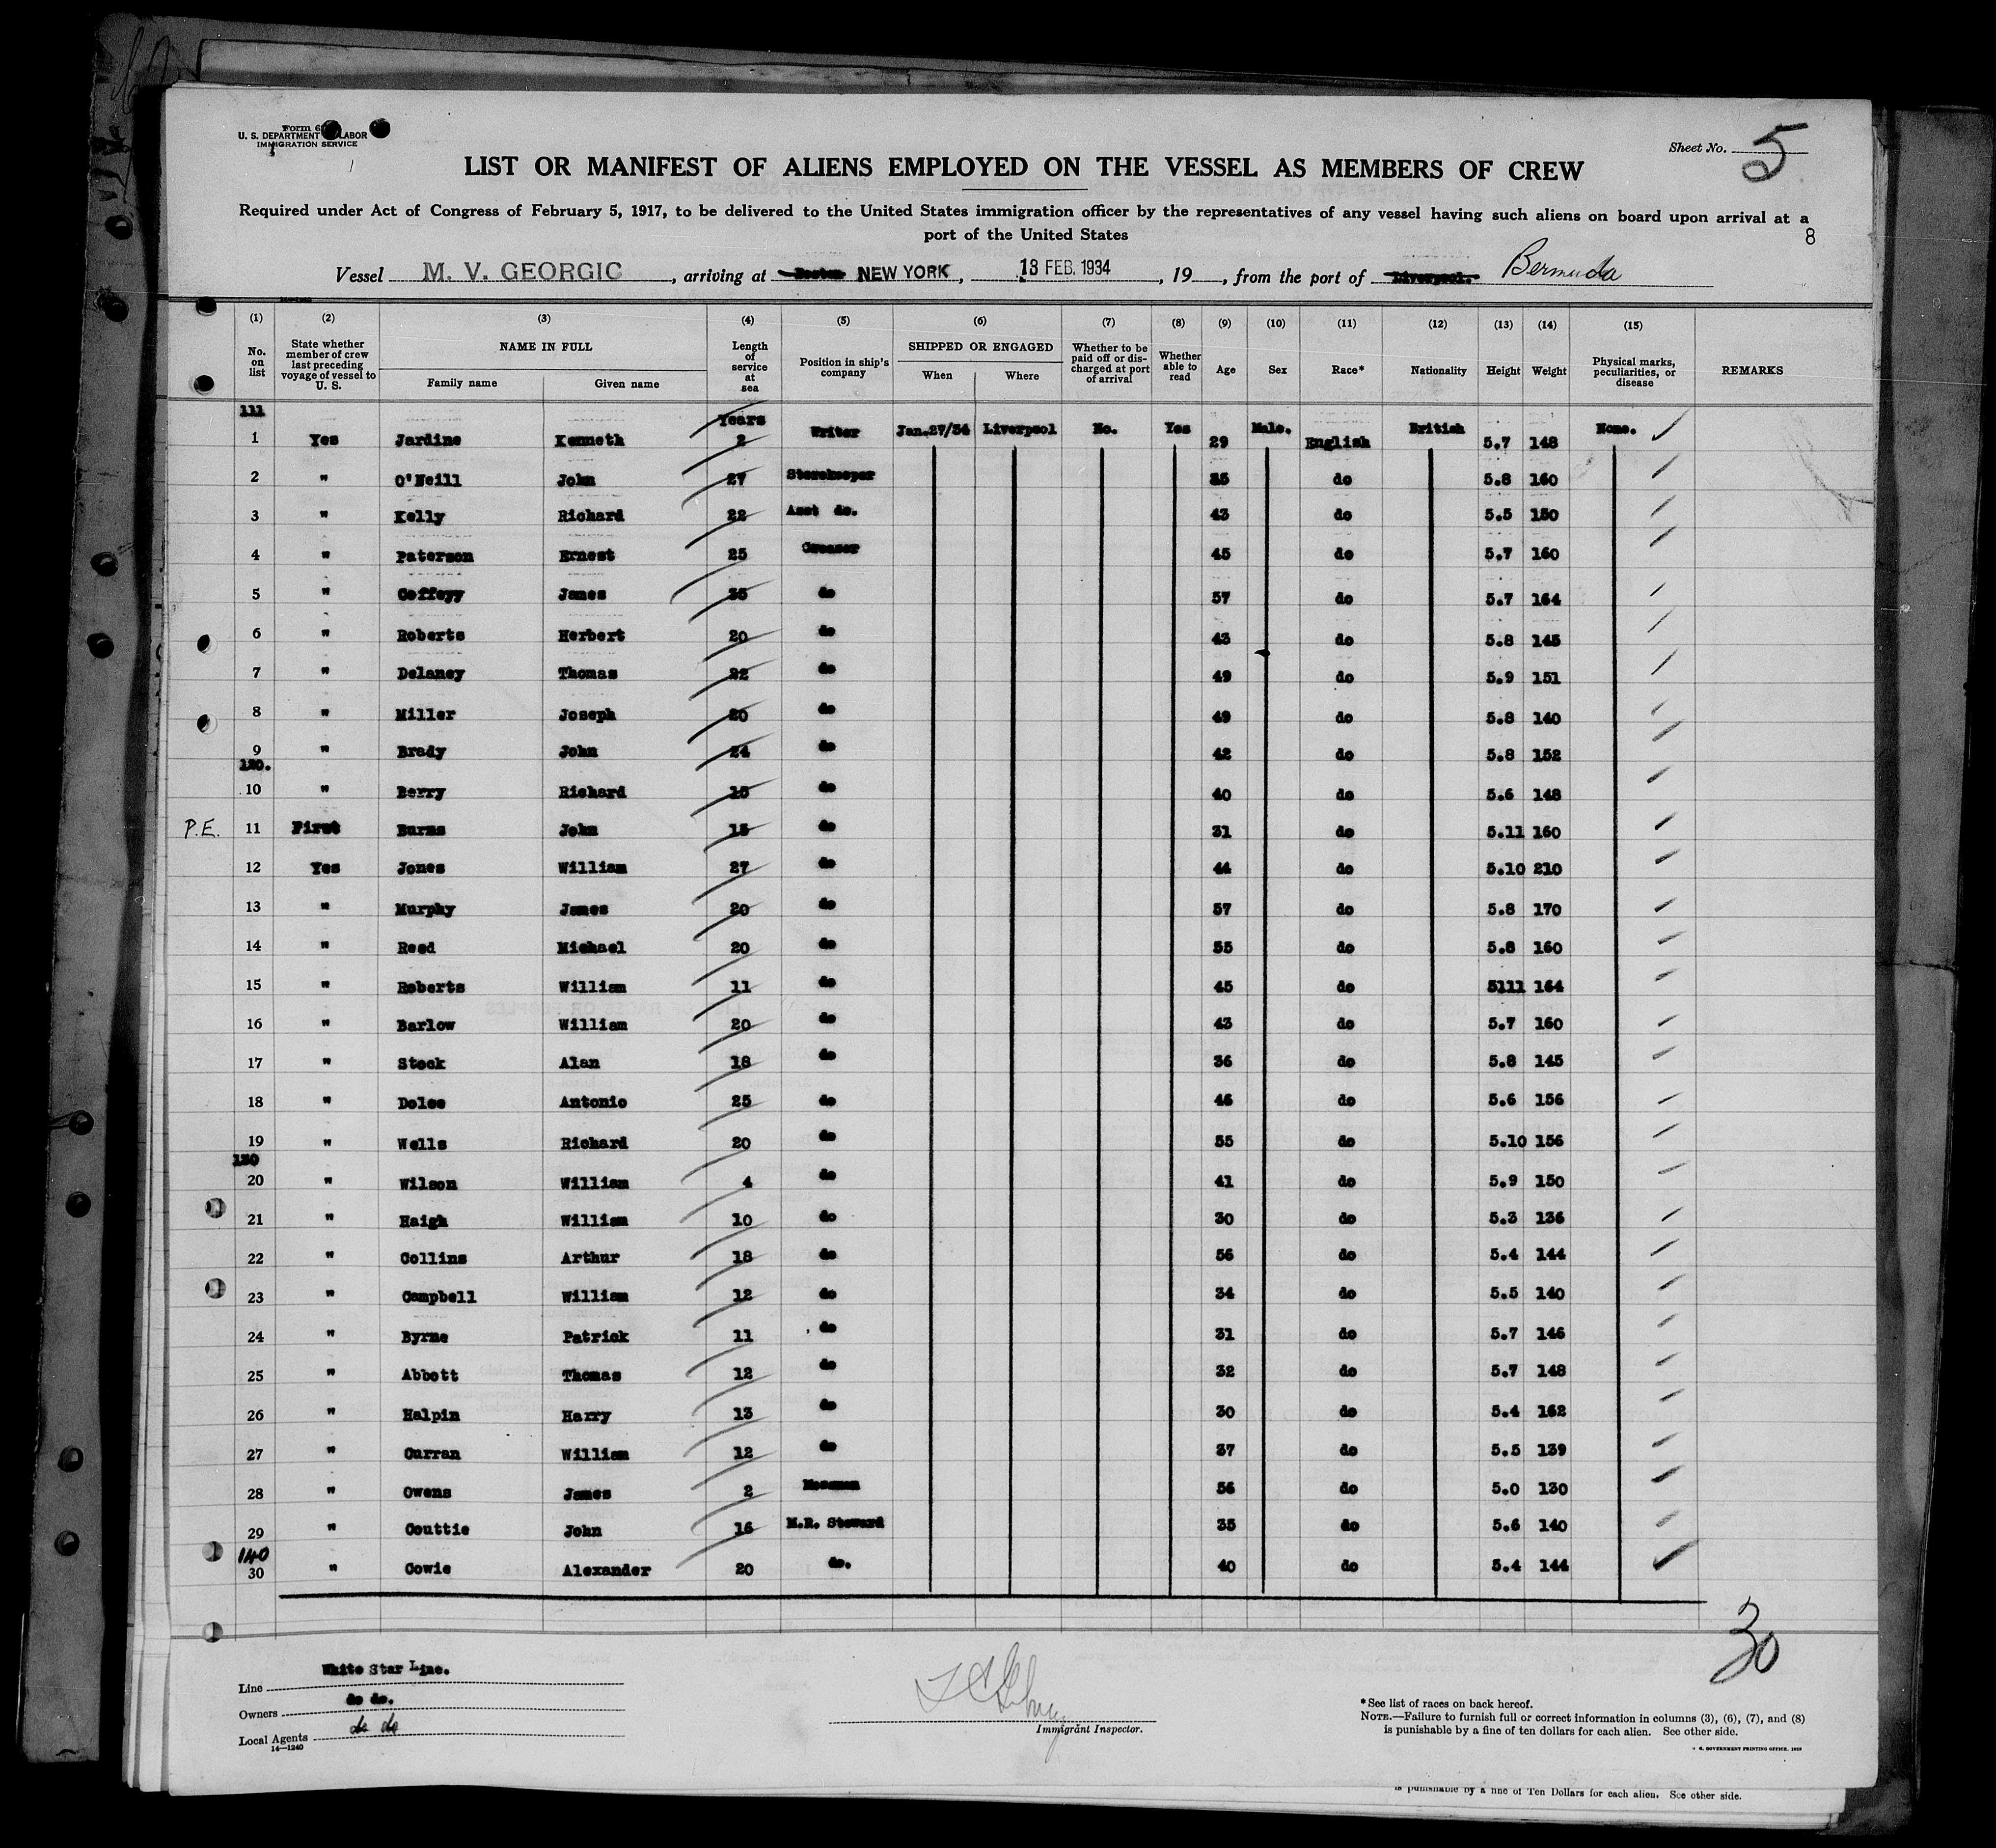 Form 6
U. S. DEPARTMENT LABOR
IMMIGRATION SERVICE
Sheet No. 5
LIST OR MANIFEST OF ALIENS EMPLOYED ON THE VESSEL AS MEMBERS OF CREW
Required under Act of Congress of February 5, 1917, to be delivered to the United States immigration officer by the representatives of any vessel having such aliens on board upon arrival at a
port of the United States
8
Vessel M. V. GEORGIC, arriving at Boston NEW YORK, 13 FEB. 1934, 19, from the port of Liverpool. Bermuda
(1) (2) (3) (4) (5) (6) (7) (8) (9) (10) (11) (12) (13) (14) (15)
No. on list State whether member of crew last preceding voyage of vessel to U. S. NAME IN FULL Family name Given name Length of service at sea Position in ship's company SHIPPED OR ENGAGED When Where Whether to be paid off or discharged at port of arrival Whether able to read Age Sex Race* Nationality Height Weight Physical marks, peculiarities, or disease REMARKS
111 Years
1 Yes Jardine Kenneth 2 Writer Jan.27/34 Liverpool No. Yes 29 Male. English British 5.7 148 None.
2 " O'Neill John 27 Storekeeper 35 do 5.8 160
3 " Kelly Richard 22 Asst do. 43 do 5.5 150
4 " Paterson Ernest 25 Greaser 45 do 5.7 160
5 " Coffeyy James 35 do 57 do 5.7 164
6 " Roberts Herbert 20 do 43 do 5.8 145
7 " Delaney Thomas 22 do 49 do 5.9 151
8 " Miller Joseph 20 do 49 do 5.8 140
9 " Brady John 24 do 42 do 5.8 152
120.
10 " Berry Richard 15 do 40 do 5.6 148
P.E. 11 First Burns John 15 do 31 do 5.11 160
12 Yes Jones William 27 do 44 do 5.10 210
13 " Murphy James 20 do 57 do 5.8 170
14 " Reed Michael 20 do 55 do 5.8 160
15 " Roberts William 11 do 45 do 5111 164
16 " Barlow William 20 do 43 do 5.7 160
17 " Stock Alan 18 do 36 do 5.8 145
18 " Dolce Antonio 25 do 46 do 5.6 156
19 " Wells Richard 20 do 55 do 5.10 156
130
20 " Wilson William 4 do 41 do 5.9 150
21 " Haigh William 10 do 30 do 5.3 136
22 " Collins Arthur 18 do 56 do 5.4 144
23 " Campbell William 12 do 34 do 5.5 140
24 " Byrne Patrick 11 do 31 do 5.7 146
25 " Abbott Thomas 12 do 32 do 5.7 148
26 " Halpin Harry 13 do 30 do 5.4 162
27 " Curran William 12 do 37 do 5.5 139
28 " Owens James 2 Messman 56 do 5.0 130
29 " Couttie John 16 M.R. Steward 35 do 5.6 140
140
30 " Cowie Alexander 20 do. 40 do 5.4 144
30
Line White Star Line.
Owners do do.
Local Agents do do
14—1240
Immigrant Inspector.
*See list of races on back hereof.
NOTE.—Failure to furnish full or correct information in columns (3), (6), (7), and (8)
is punishable by a fine of ten dollars for each alien. See other side.
GOVERNMENT PRINTING OFFICE.
is punishable by a fine of Ten Dollars for each alien. See other side.